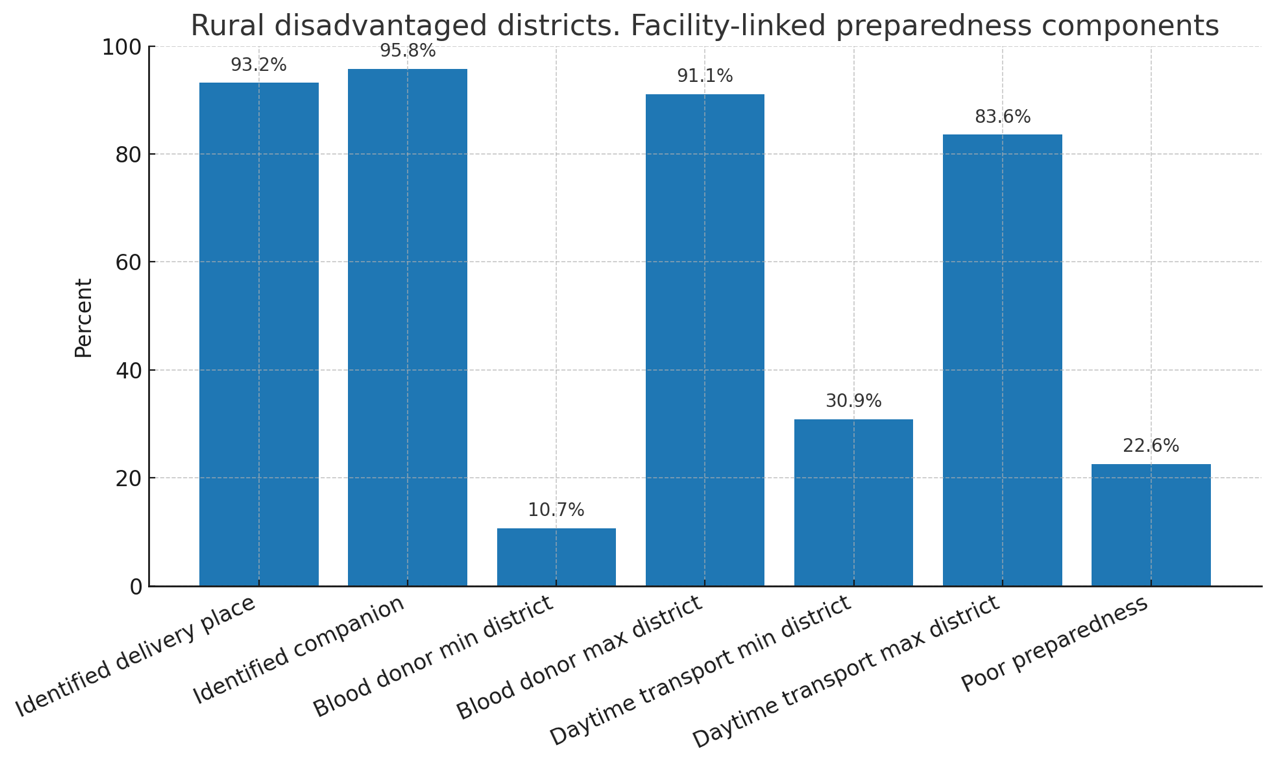 Rural disadvantaged districts. Facility-linked preparedness components
Percent
100
80
60
40
20
0
93.2%
95.8%
10.7%
91.1%
30.9%
83.6%
22.6%
Identified delivery place
Identified companion
Blood donor min district
Blood donor max district
Daytime transport min district
Daytime transport max district
Poor preparedness